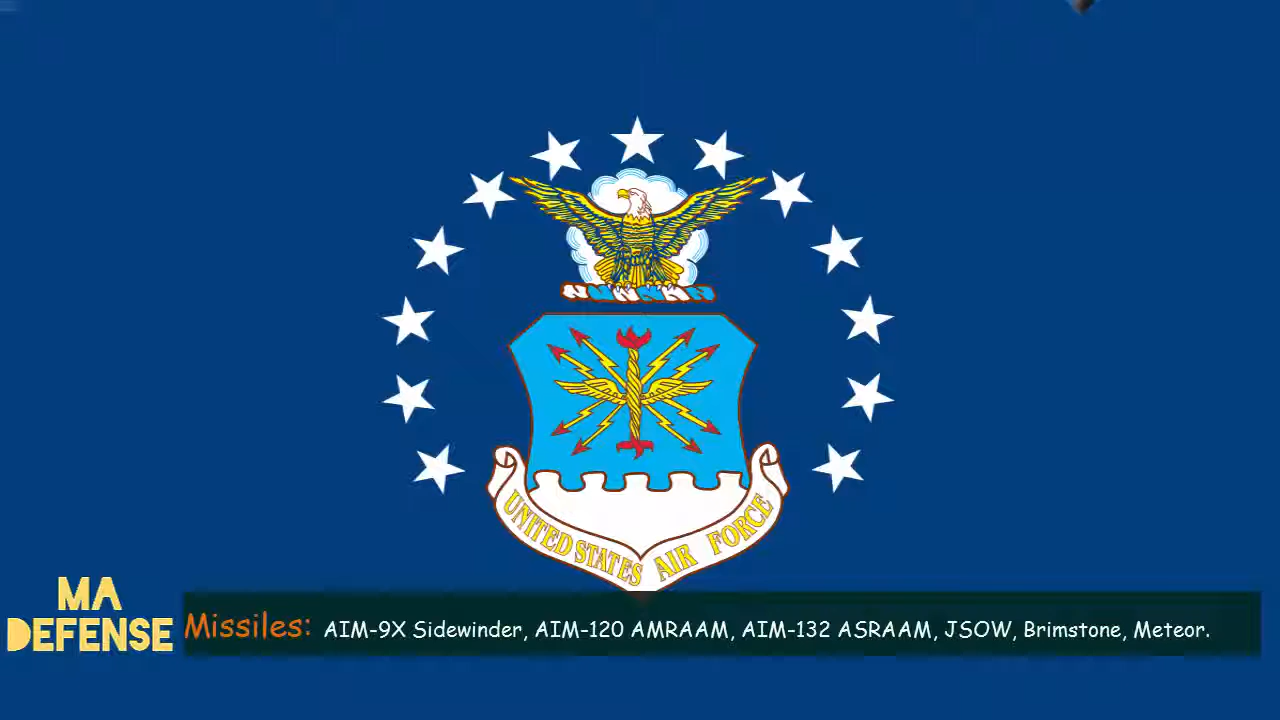 UNITED STATES AIR FORCE
MA
DEFENSE
Missiles: AIM-9X Sidewinder, AIM-120 AMRAAM, AIM-132 ASRAAM, JSOW, Brimstone, Meteor.